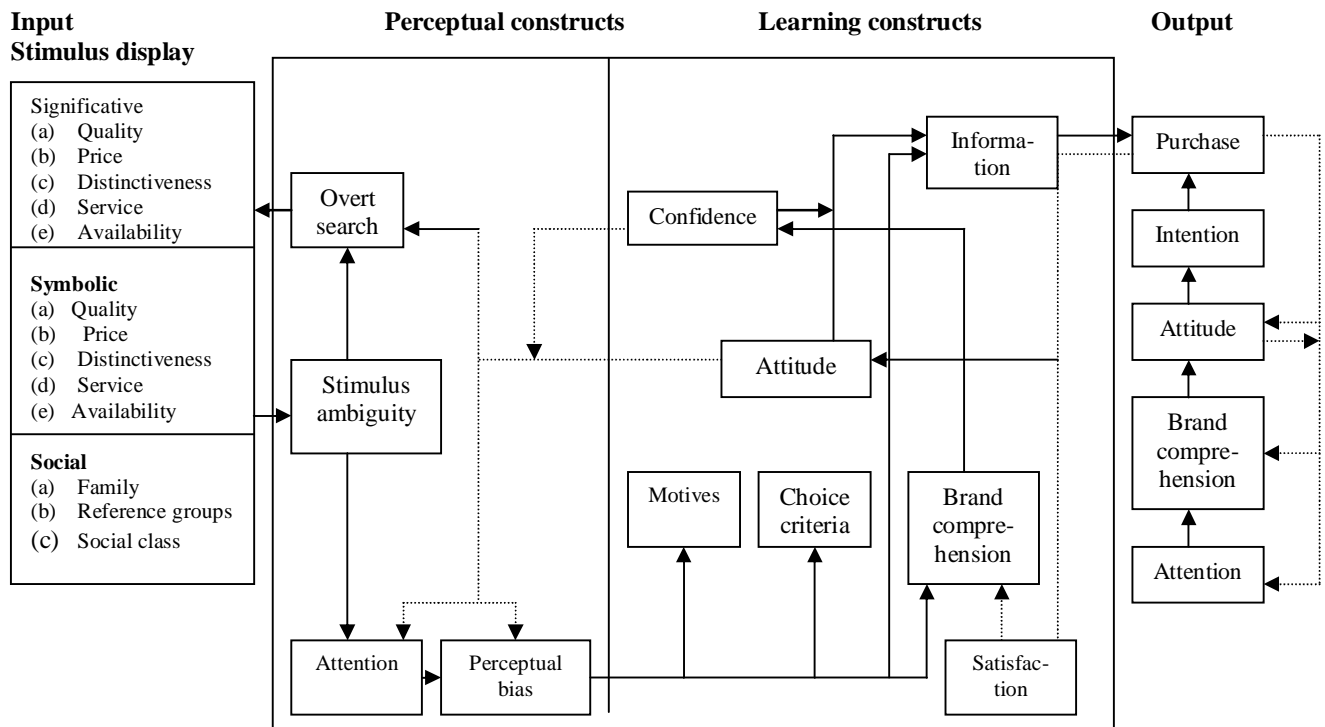 Input
Stimulus display
Perceptual constructs
Learning constructs
Output
Significative
(a) Quality
(b) Price
(c) Distinctiveness
(d) Service
(e) Availability
Symbolic
(a) Quality
(b) Price
(c) Distinctiveness
(d) Service
(e) Availability
Social
(a) Family
(b) Reference groups
(c) Social class
Overt
search
Stimulus
ambiguity
Attention
Perceptual
bias
Informa-
tion
Confidence
Attitude
Motives
Choice
criteria
Brand
compre-
hension
Satisfac-
tion
Purchase
Intention
Attitude
Brand
compre-
hension
Attention